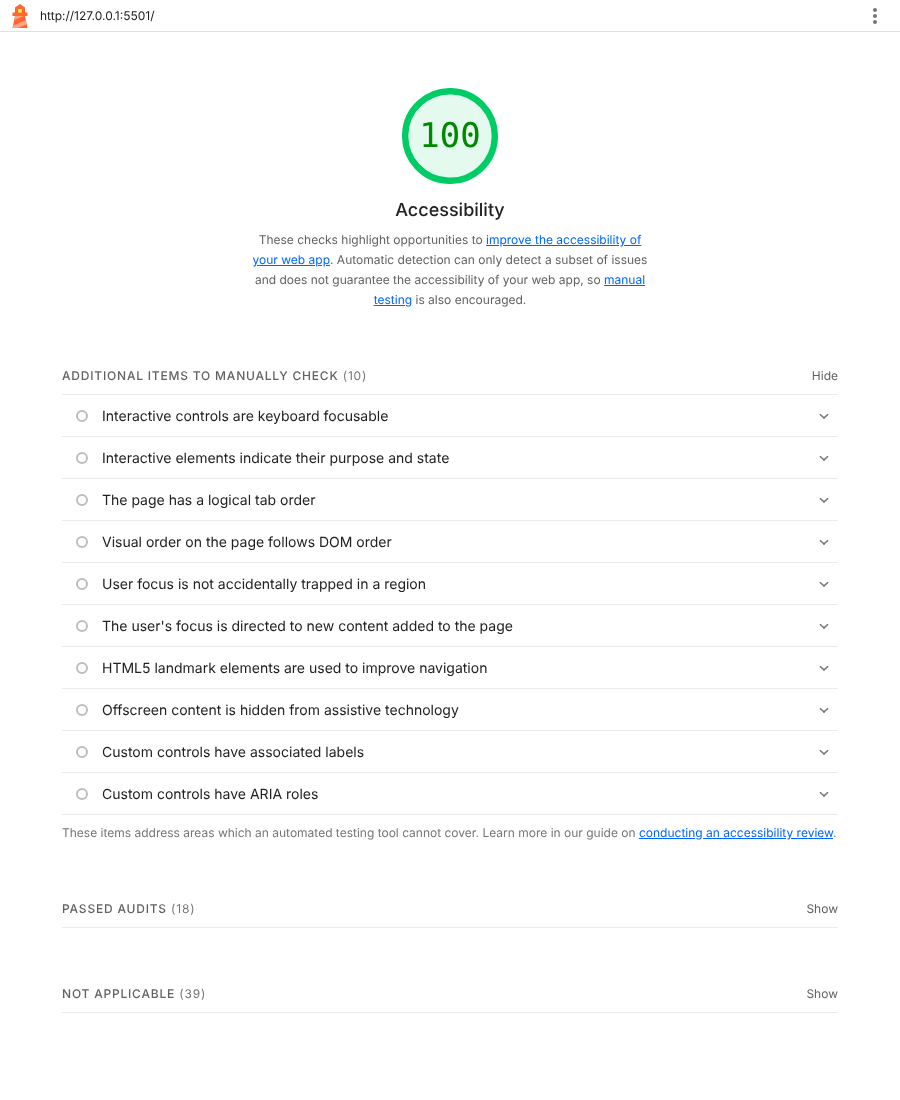 http://127.0.0.1:5501/
100
Accessibility
These checks highlight opportunities to improve the accessibility of
your web app. Automatic detection can only detect a subset of issues
and does not guarantee the accessibility of your web app, so manual
testing is also encouraged.
ADDITIONAL ITEMS TO MANUALLY CHECK (10) Hide
Interactive controls are keyboard focusable
Interactive elements indicate their purpose and state
The page has a logical tab order
Visual order on the page follows DOM order
User focus is not accidentally trapped in a region
The user's focus is directed to new content added to the page
HTML5 landmark elements are used to improve navigation
Offscreen content is hidden from assistive technology
Custom controls have associated labels
Custom controls have ARIA roles
These items address areas which an automated testing tool cannot cover. Learn more in our guide on conducting an accessibility review.
PASSED AUDITS (18) Show
NOT APPLICABLE (39) Show